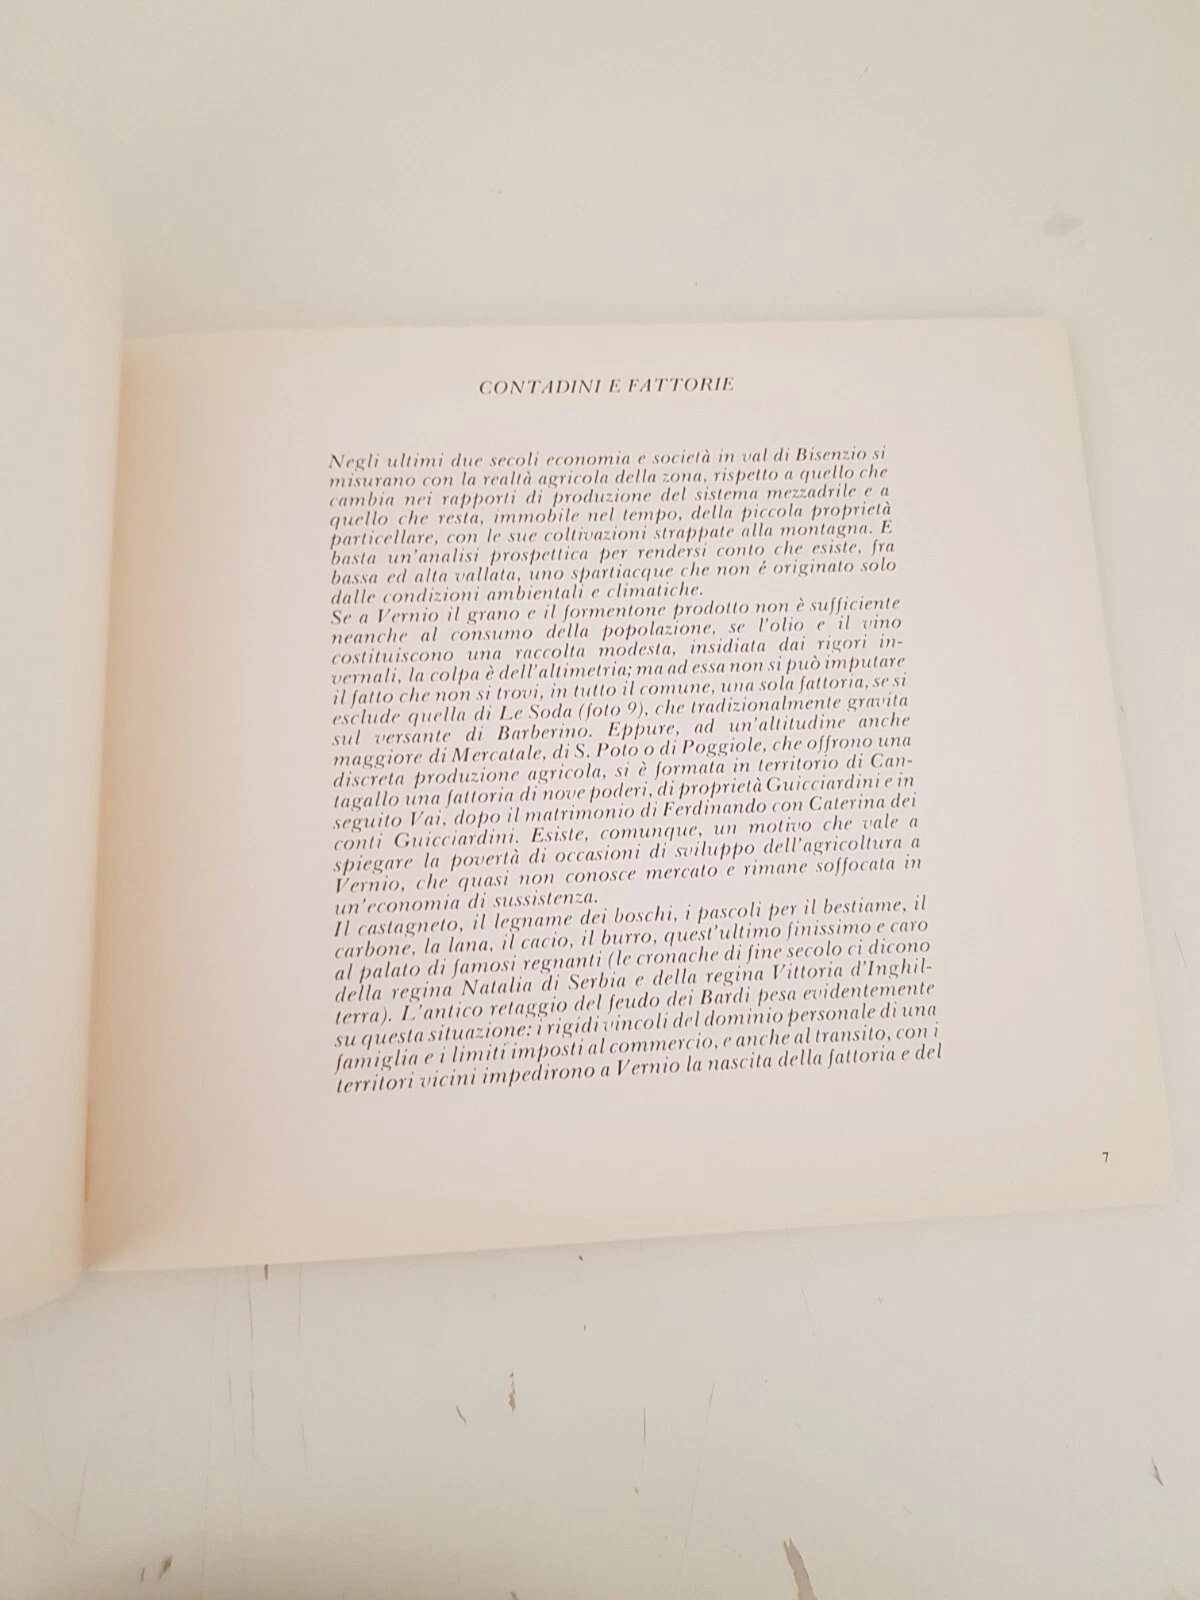 CONTADINI E FATTORIE
Negli ultimi due secoli economia e società in val di Bisenzio si
misurano con la realtà agricola della zona, rispetto a quello che
cambia nei rapporti di produzione del sistema mezzadrile e a
quello che resta, immobile nel tempo, della piccola proprietà
particellare, con le sue coltivazioni strappate alla montagna. E
basta un'analisi prospettica per rendersi conto che esiste, fra
bassa ed alta vallata, uno spartiacque che non é originato solo
dalle condizioni ambientali e climatiche.
Se a Vernio il grano e il formentone prodotto non è sufficiente
neanche al consumo della popolazione, se l'olio e il vino
costituiscono una raccolta modesta, insidiata dai rigori in-
vernali, la colpa è dell'altimetria; ma ad essa non si può imputare
il fatto che non si trovi, in tutto il comune, una sola fattoria, se si
esclude quella di Le Soda (foto 9), che tradizionalmente gravita
sul versante di Barberino. Eppure, ad un'altitudine anche
maggiore di Mercatale, di S. Poto o di Poggiole, che offrono una
discreta produzione agricola, si è formata in territorio di Can-
tagallo una fattoria di nove poderi, di proprietà Guicciardini e in
seguito Vai, dopo il matrimonio di Ferdinando con Caterina dei
conti Guicciardini. Esiste, comunque, un motivo che vale a
spiegare la povertà di occasioni di sviluppo dell'agricoltura a
Vernio, che quasi non conosce mercato e rimane soffocata in
un'economia di sussistenza.
Il castagneto, il legname dei boschi, i pascoli per il bestiame, il
carbone, la lana, il cacio, il burro, quest'ultimo finissimo e caro
al palato di famosi regnanti (le cronache di fine secolo ci dicono
della regina Natalia di Serbia e della regina Vittoria d'Inghil-
terra). L'antico retaggio del feudo dei Bardi pesa evidentemente
su questa situazione: i rigidi vincoli del dominio personale di una
famiglia e i limiti imposti al commercio, e anche al transito, con i
territori vicini impedirono a Vernio la nascita della fattoria e del
7